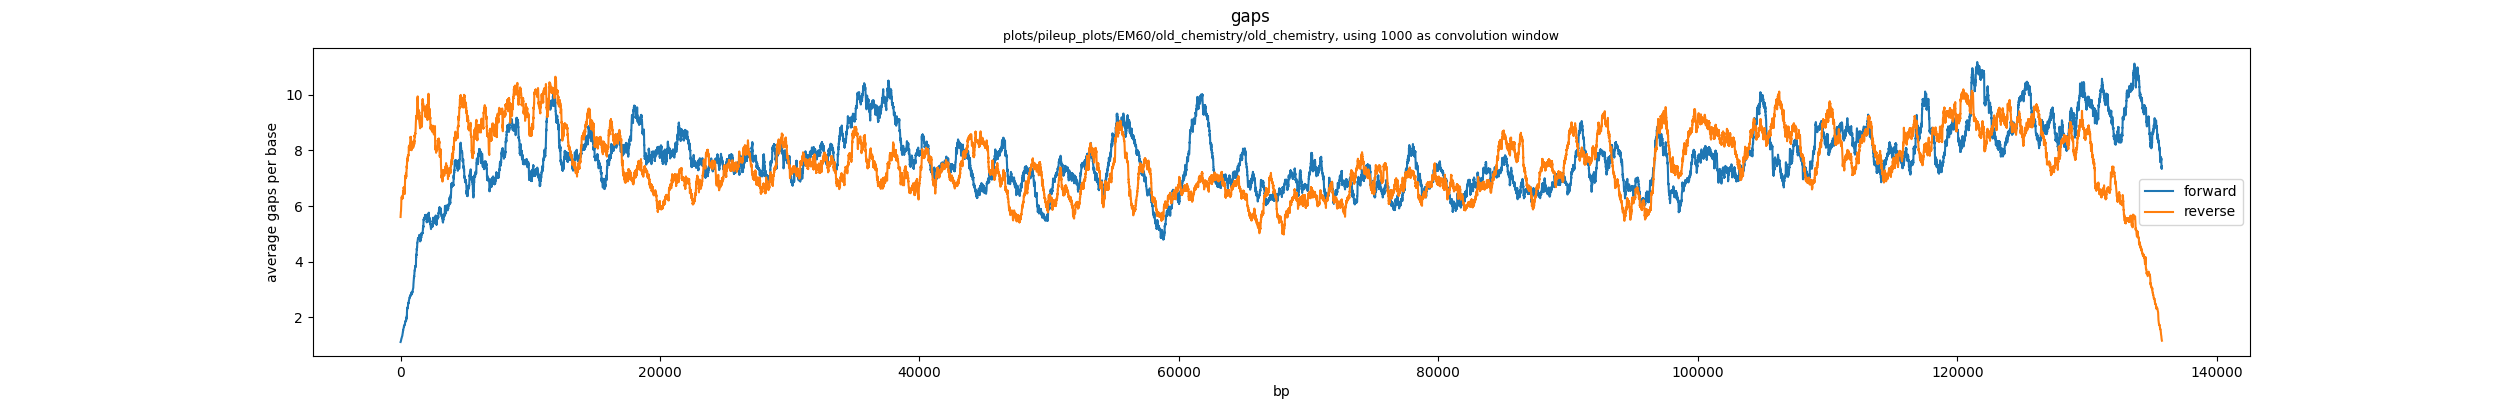 gaps
plots/pileup_plots/EM60/old_chemistry/old_chemistry, using 1000 as convolution window
average gaps per base
10
8
6
4
2
forward
reverse
0 20000 40000 60000 80000 100000 120000 140000
bp